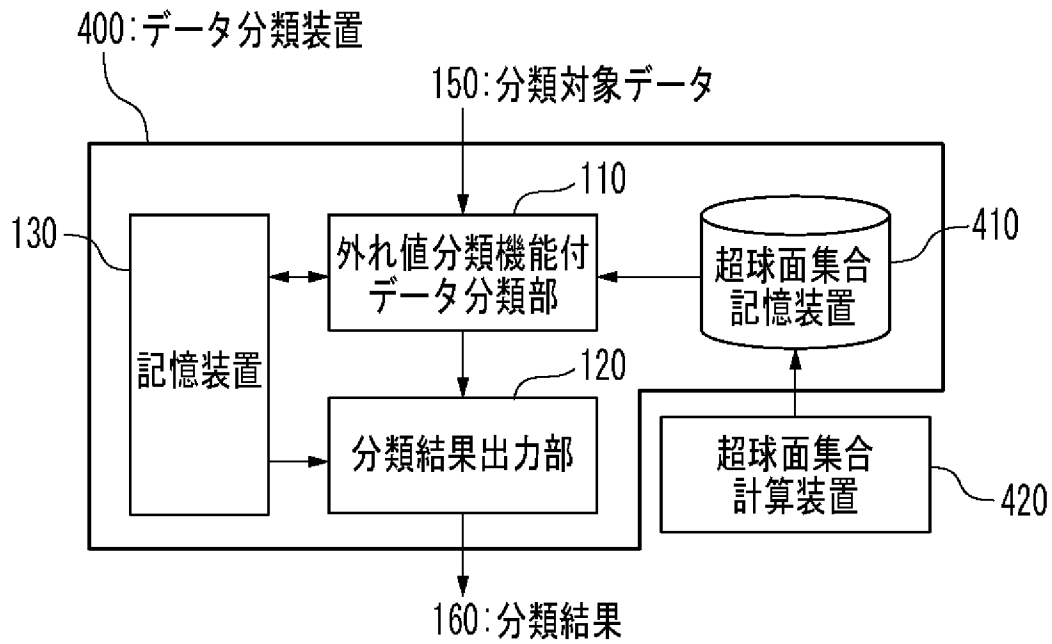 400:データ分類装置
150:分類対象データ
110
130
外れ値分類機能付
データ分類部
超球面集合
記憶装置
410
記憶装置
120
分類結果出力部
超球面集合
計算装置
420
160:分類結果